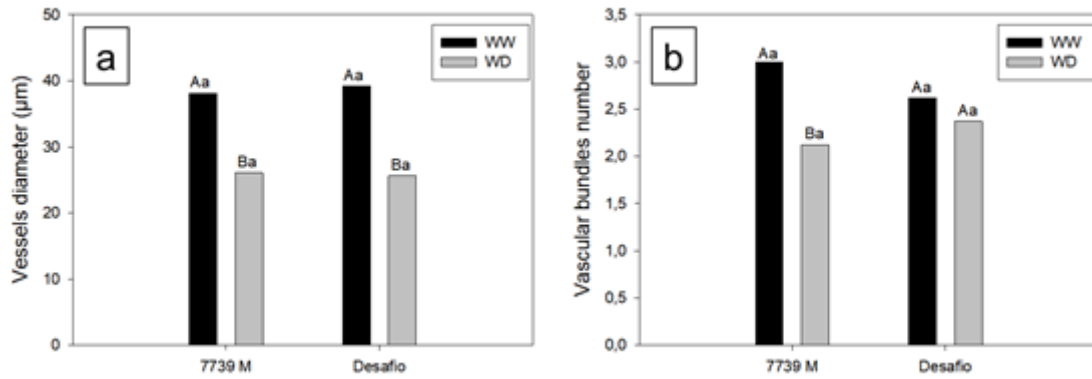 a
WW
WD
50
40
30
20
10
0
Vessels diameter (µm)
Aa
Ba
Aa
Ba
7739 M
Desafio
b
WW
WD
3,5
3,0
2,5
2,0
1,5
1,0
0,5
0,0
Vascular bundles number
Aa
Ba
Aa
Aa
7739 M
Desafio